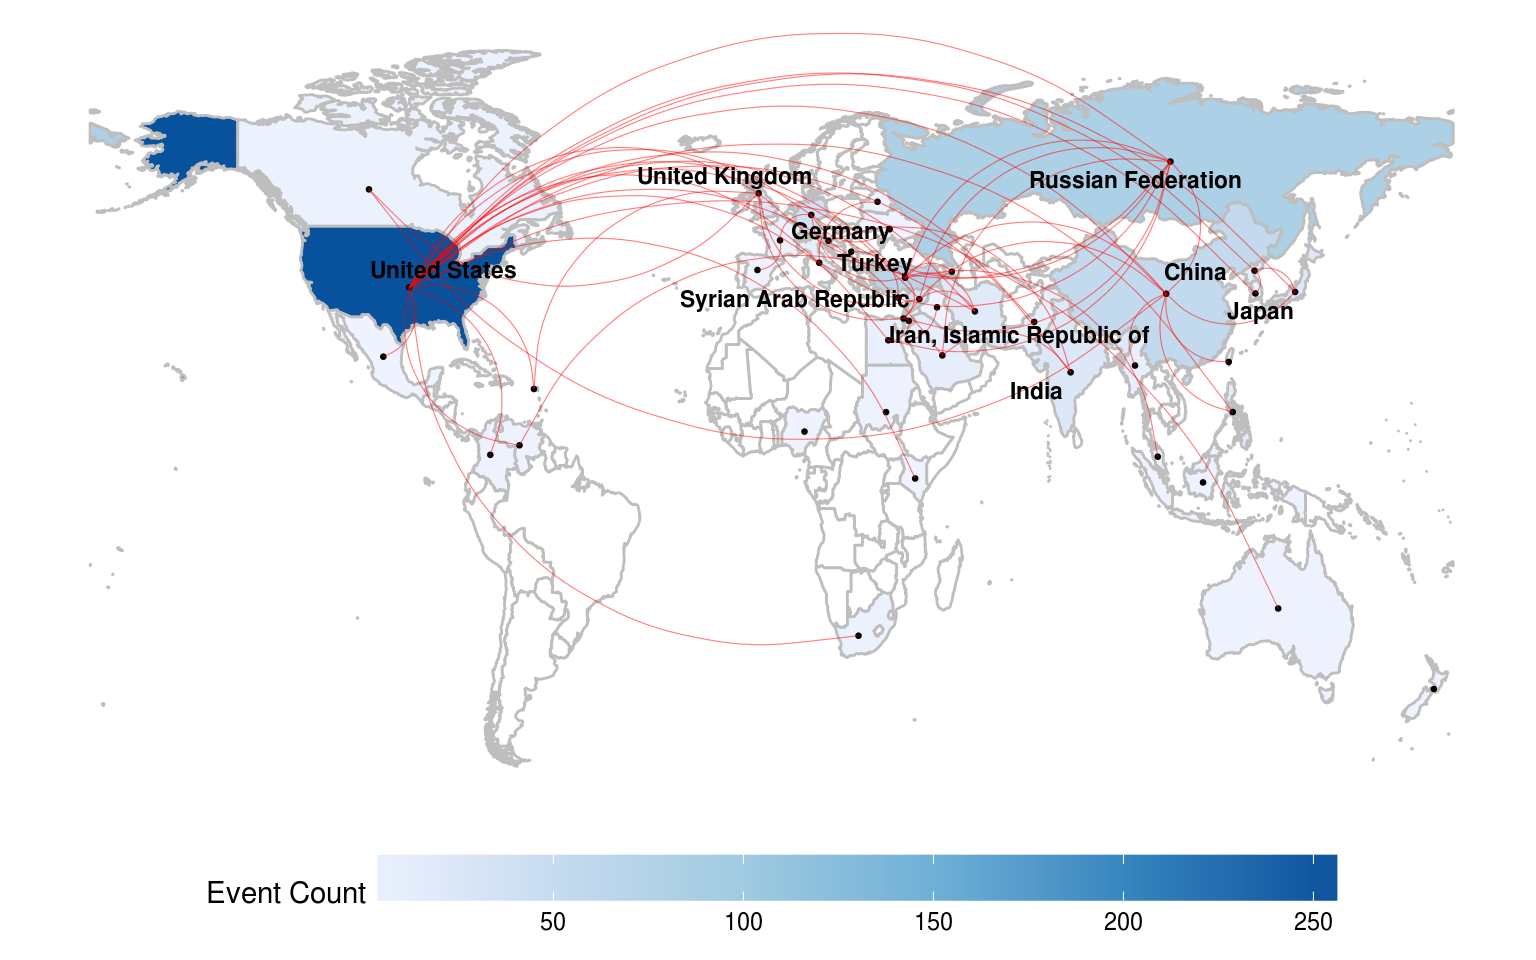 United Kingdom
Russian Federation
Germany
Turkey
United States
China
Syrian Arab Republic
Japan
Iran, Islamic Republic of
India
Event Count
50
100
150
200
250